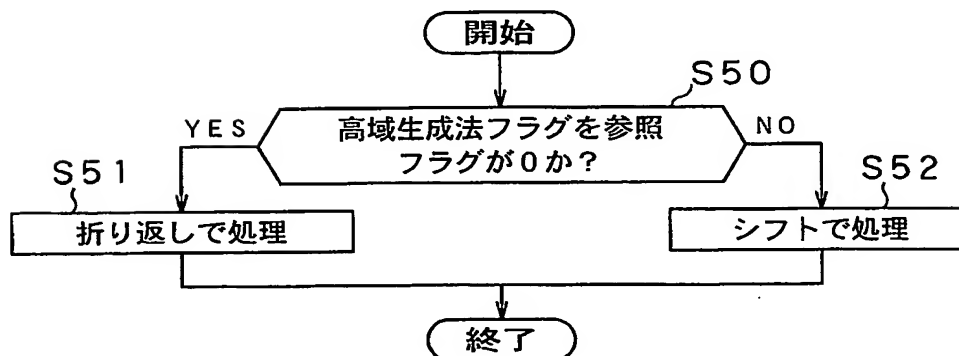 開始
S50
高域生成法フラグを参照
フラグが0か?
YES
NO
S51
折り返しで処理
S52
シフトで処理
終了